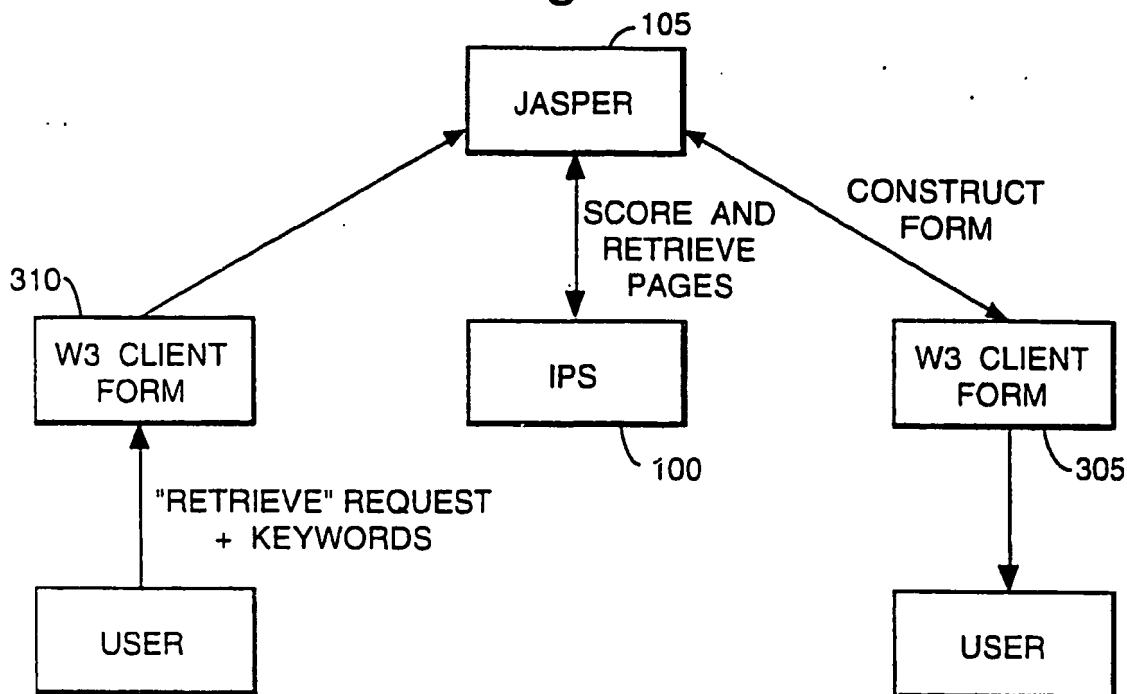 105
JASPER
CONSTRUCT
FORM
SCORE AND
RETRIEVE
PAGES
310
W3 CLIENT
FORM
IPS
W3 CLIENT
FORM
100
305
"RETRIEVE" REQUEST
+ KEYWORDS
USER
USER